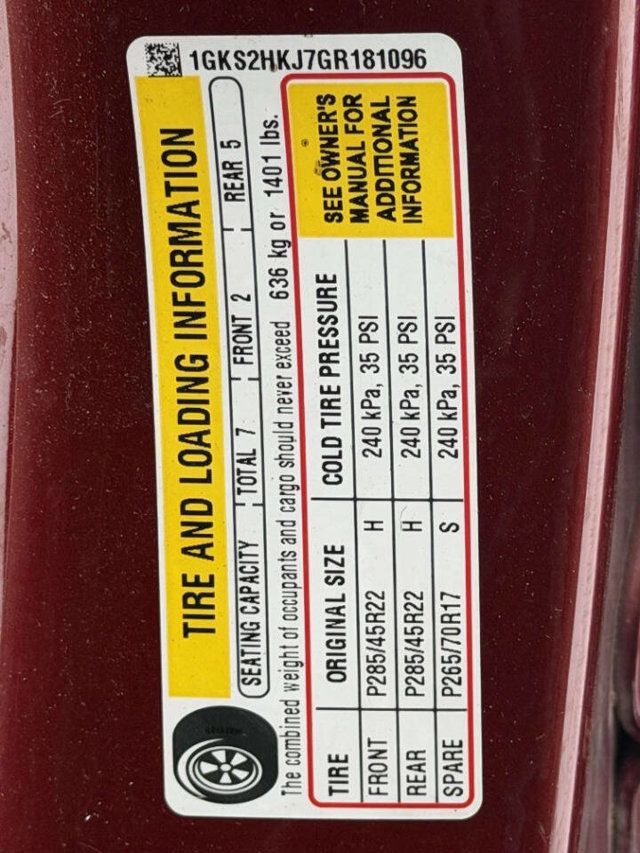 1GKS2HKJ7GR181096
TIRE AND LOADING INFORMATION
SEATING CAPACITY TOTAL 7 FRONT 2 REAR 5
The combined weight of occupants and cargo should never exceed 636 kg or 1401 lbs.
TIRE ORIGINAL SIZE COLD TIRE PRESSURE
FRONT P285/45R22 H 240 kPa, 35 PSI
REAR P285/45R22 H 240 kPa, 35 PSI
SPARE P265/70R17 S 240 kPa, 35 PSI
SEE OWNER'S
MANUAL FOR
ADDITIONAL
INFORMATION